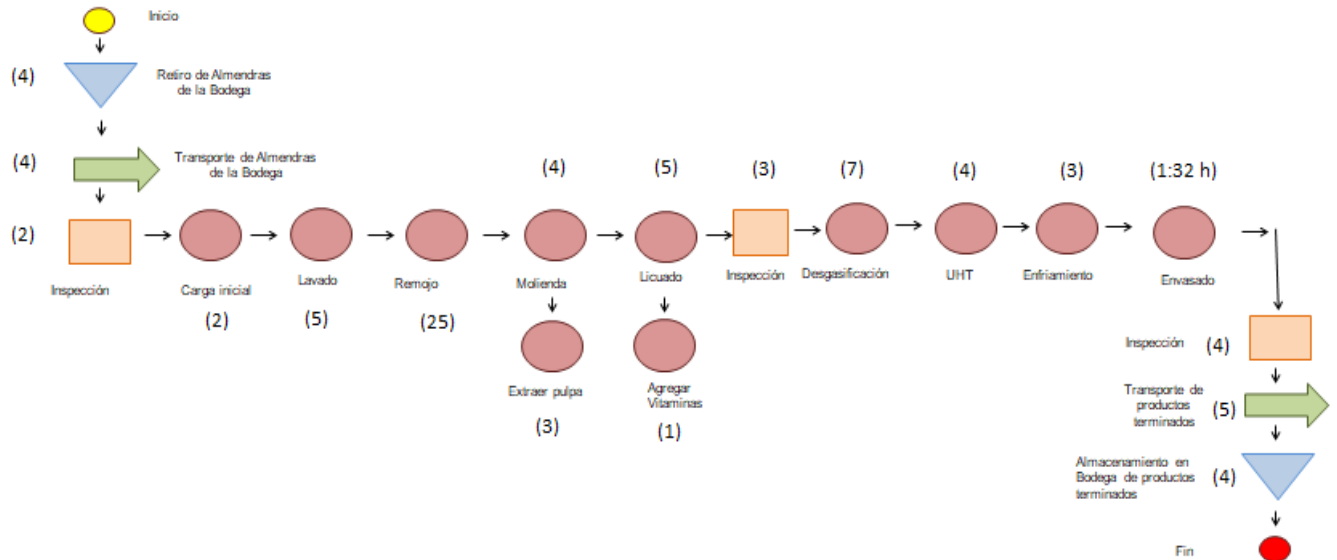 Inicio
(4)
Retiro de Almendras
de la Bodega
(4)
Transporte de Almendras
de la Bodega
(2)
Inspección
Carga inicial
(2)
Lavado
(5)
Remojo
(25)
(4)
Molienda
Extraer pulpa
(3)
(5)
Licuado
Agregar
Vitaminas
(1)
(3)
Inspección
(7)
Desgasificación
(4)
UHT
(3)
Enfriamiento
(1:32 h)
Envasado
Inspección
(4)
Transporte de
productos
terminados
(5)
Almacenamiento en
Bodega de productos
terminados
(4)
Fin